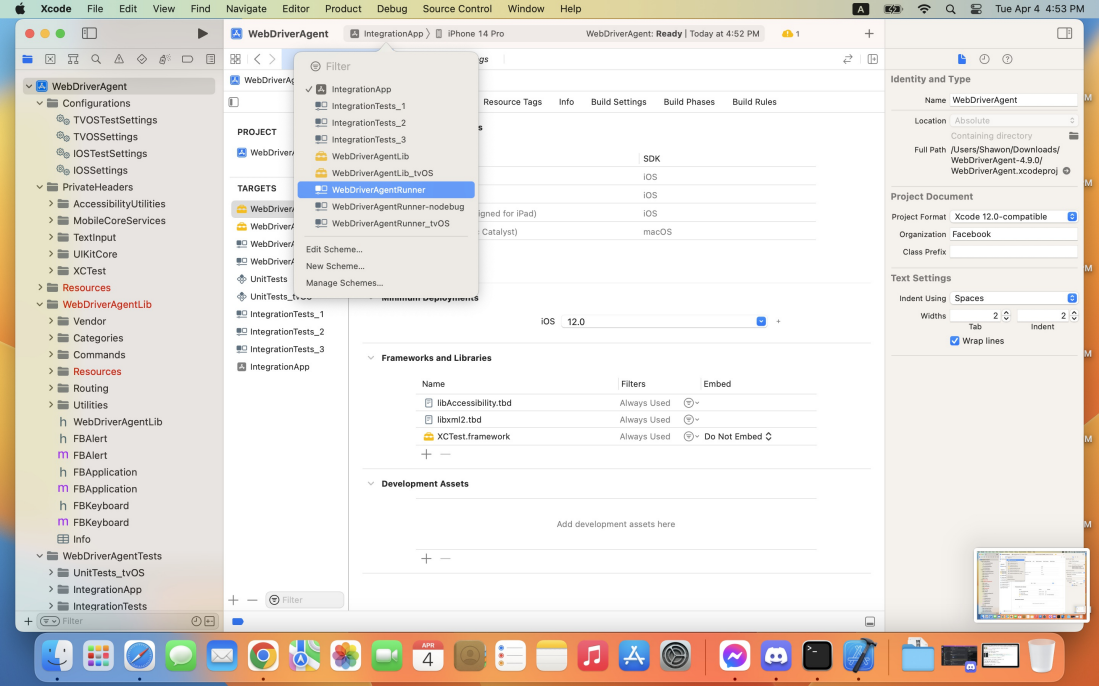 Xcode File Edit View Find Navigate Editor Product Debug Source Control Window Help A Tue Apr 4 4:53 PM
WebDriverAgent IntegrationApp iPhone 14 Pro WebDriverAgent: Ready | Today at 4:52 PM 1
WebDriverAgent
Configurations
TVOSTestSettings
TVOSSettings
IOSTestSettings
IOSSettings
PrivateHeaders
AccessibilityUtilities
MobileCoreServices
TextInput
UIKitCore
XCTest
Resources
WebDriverAgentLib
Vendor
Categories
Commands
Resources
Routing
Utilities
WebDriverAgentLib
FBAlert
FBAlert
FBApplication
FBApplication
FBKeyboard
FBKeyboard
Info
WebDriverAgentTests
UnitTests_tvOS
IntegrationApp
IntegrationTests
Filter
PROJECT
TARGETS
UnitTests
IntegrationTests_1
IntegrationTests_2
IntegrationTests_3
IntegrationApp
Filter
Filter
IntegrationApp
IntegrationTests_1
IntegrationTests_2
IntegrationTests_3
WebDriverAgentLib
WebDriverAgentLib_tvOS
WebDriverAgentRunner
WebDriverAgentRunner-nodebug
WebDriverAgentRunner_tvOS
Edit Scheme...
New Scheme...
Manage Schemes...
Resource Tags Info Build Settings Build Phases Build Rules
SDK
iOS
iOS
igned for iPad) iOS
Catalyst) macOS
Minimum Deployments
iOS 12.0
Frameworks and Libraries
Name Filters Embed
libAccessibility.tbd Always Used
libxml2.tbd Always Used
XCTest.framework Always Used Do Not Embed
Development Assets
Add development assets here
Identity and Type
Name WebDriverAgent
Location Absolute
Containing directory
Full Path /Users/Shawon/Downloads/
WebDriverAgent-4.9.0/
WebDriverAgent.xcodeproj
Project Document
Project Format Xcode 12.0-compatible
Organization Facebook
Class Prefix
Text Settings
Indent Using Spaces
Widths 2 2
Tab Indent
Wrap lines
APR
4